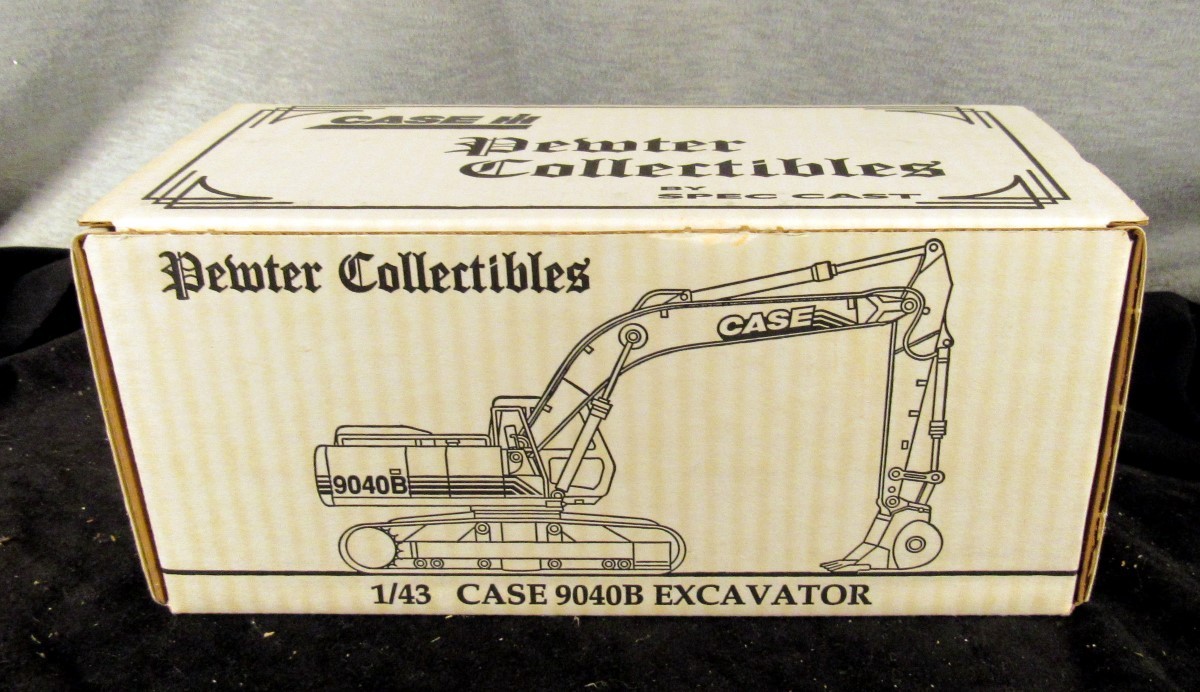 CASE IH
Pewter
Collectibles
BY
SPEC CAST
Pewter Collectibles
CASE
9040B
1/43 CASE 9040B EXCAVATOR